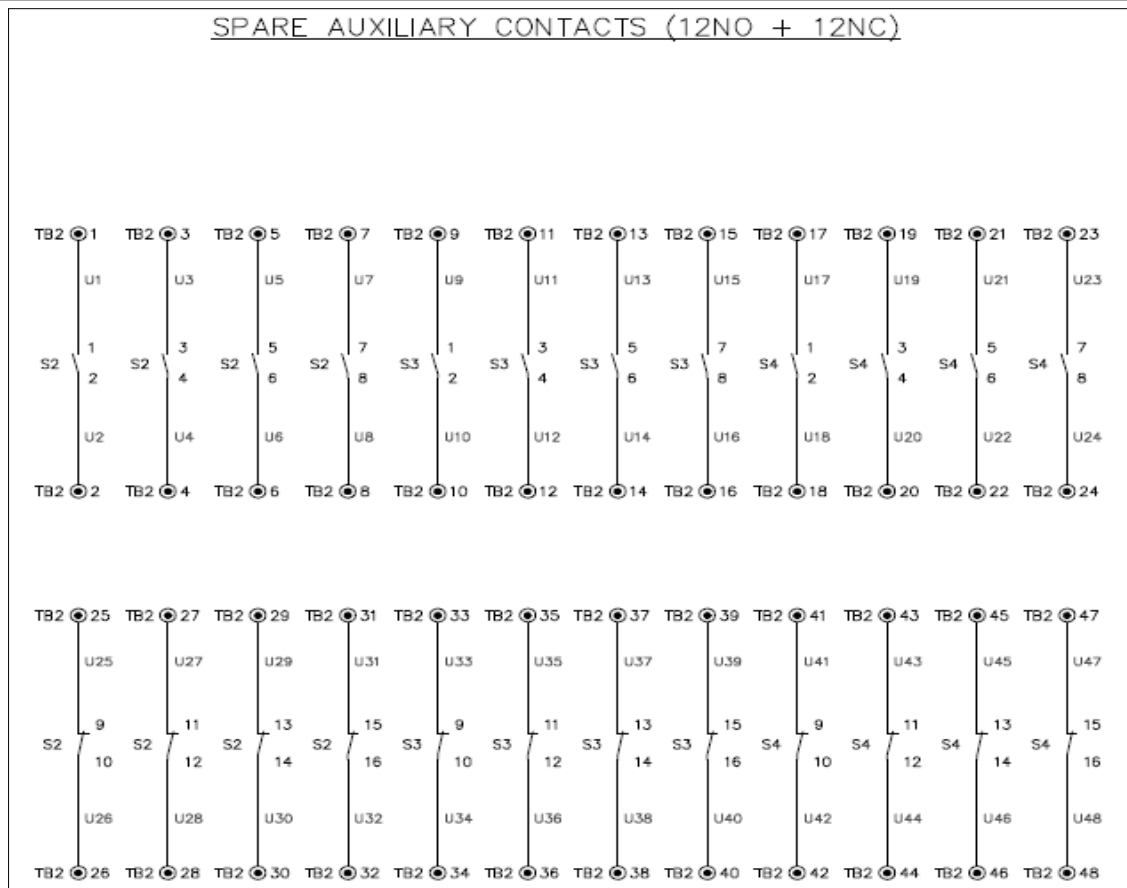 SPARE AUXILIARY CONTACTS (12NO + 12NC)
TB2 1 TB2 3 TB2 5 TB2 7 TB2 9 TB2 11 TB2 13 TB2 15 TB2 17 TB2 19 TB2 21 TB2 23
U1 U3 U5 U7 U9 U11 U13 U15 U17 U19 U21 U23
1 3 5 7 1 3 5 7 1 3 5 7
S2 S2 S2 S2 S3 S3 S3 S3 S4 S4 S4 S4
2 4 6 8 2 4 6 8 2 4 6 8
U2 U4 U6 U8 U10 U12 U14 U16 U18 U20 U22 U24
TB2 2 TB2 4 TB2 6 TB2 8 TB2 10 TB2 12 TB2 14 TB2 16 TB2 18 TB2 20 TB2 22 TB2 24
TB2 25 TB2 27 TB2 29 TB2 31 TB2 33 TB2 35 TB2 37 TB2 39 TB2 41 TB2 43 TB2 45 TB2 47
U25 U27 U29 U31 U33 U35 U37 U39 U41 U43 U45 U47
9 11 13 15 9 11 13 15 9 11 13 15
S2 S2 S2 S2 S3 S3 S3 S3 S4 S4 S4 S4
10 12 14 16 10 12 14 16 10 12 14 16
U26 U28 U30 U32 U34 U36 U38 U40 U42 U44 U46 U48
TB2 26 TB2 28 TB2 30 TB2 32 TB2 34 TB2 36 TB2 38 TB2 40 TB2 42 TB2 44 TB2 46 TB2 48